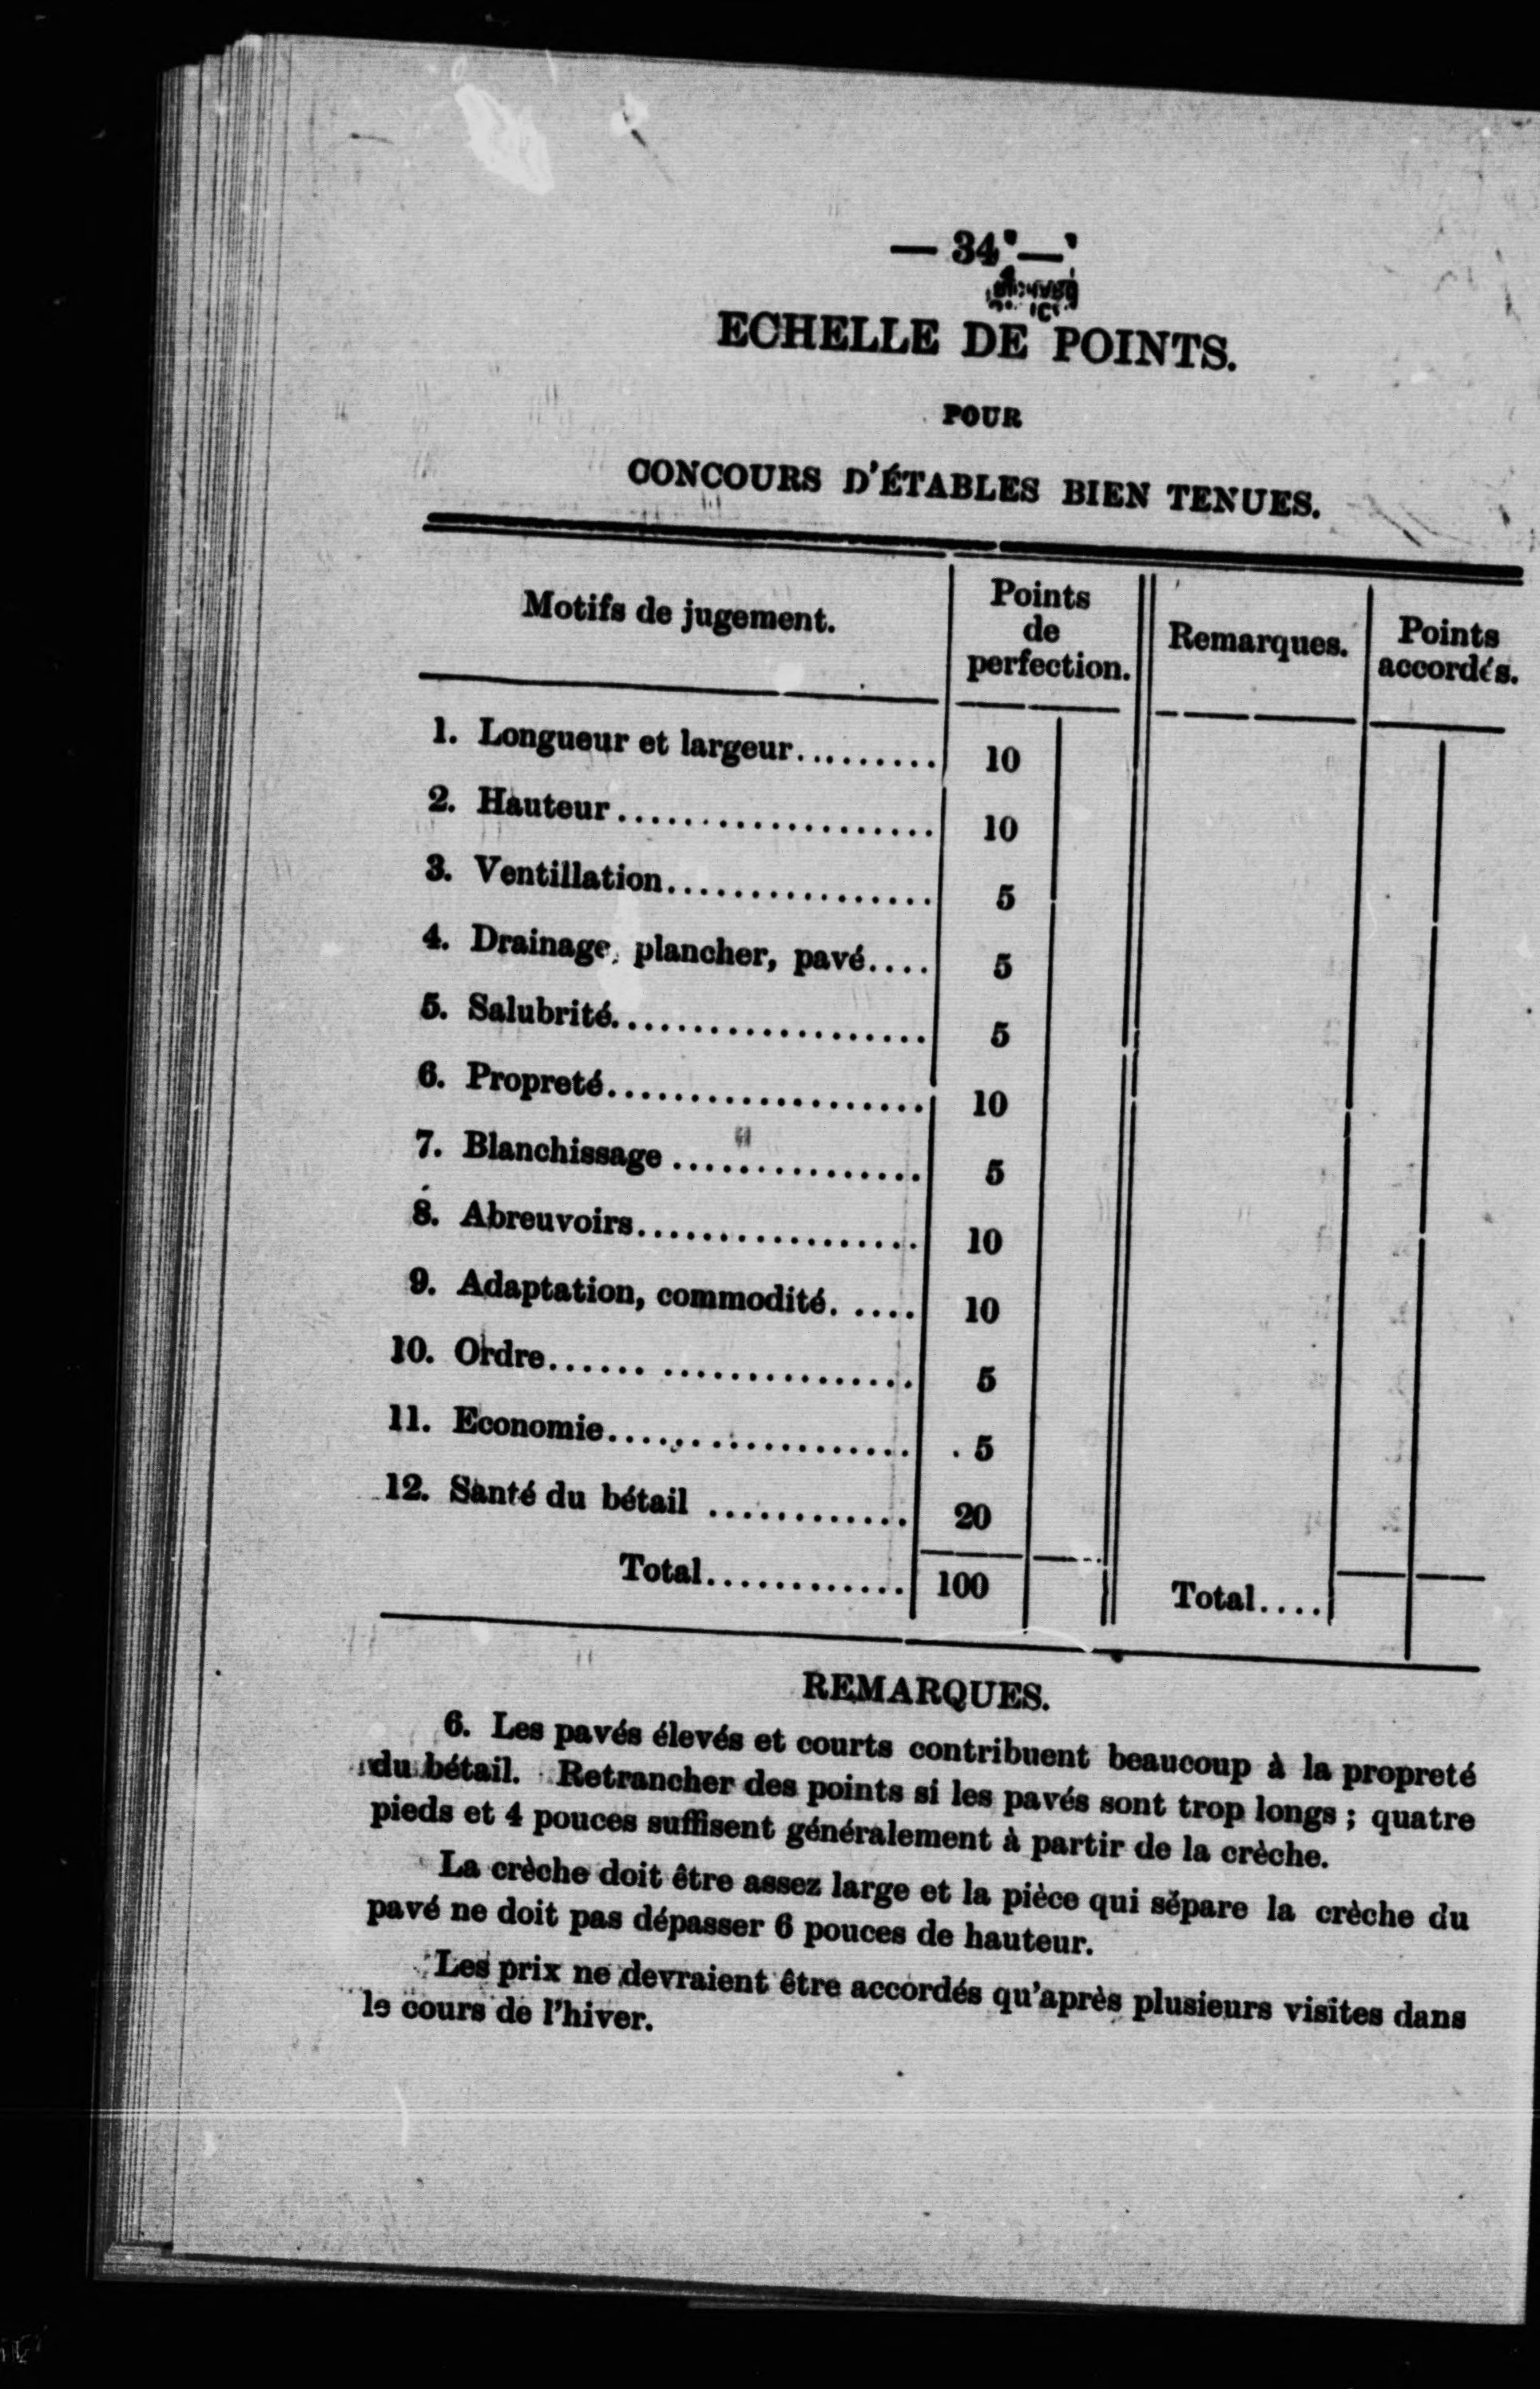 — 34 —
ECHELLE DE POINTS.
POUR
CONCOURS D'ÉTABLES BIEN TENUES.
Motifs de jugement. Points de perfection. Remarques. Points accordés.
1. Longueur et largeur.......... 10
2. Hauteur.................... 10
3. Ventillation................. 5
4. Drainage, plancher, pavé.... 5
5. Salubrité.................... 5
6. Propreté.................... 10
7. Blanchissage ................ 5
8. Abreuvoirs.................. 10
9. Adaptation, commodité. .... 10
10. Ordre...... ................ 5
11. Economie................... 5
12. Santé du bétail ............ 20
Total............ 100 Total....
REMARQUES.
6. Les pavés élevés et courts contribuent beaucoup à la propreté
du bétail. Retrancher des points si les pavés sont trop longs ; quatre
pieds et 4 pouces suffisent généralement à partir de la crèche.
La crèche doit être assez large et la pièce qui sépare la crèche du
pavé ne doit pas dépasser 6 pouces de hauteur.
Les prix ne devraient être accordés qu'après plusieurs visites dans
le cours de l'hiver.